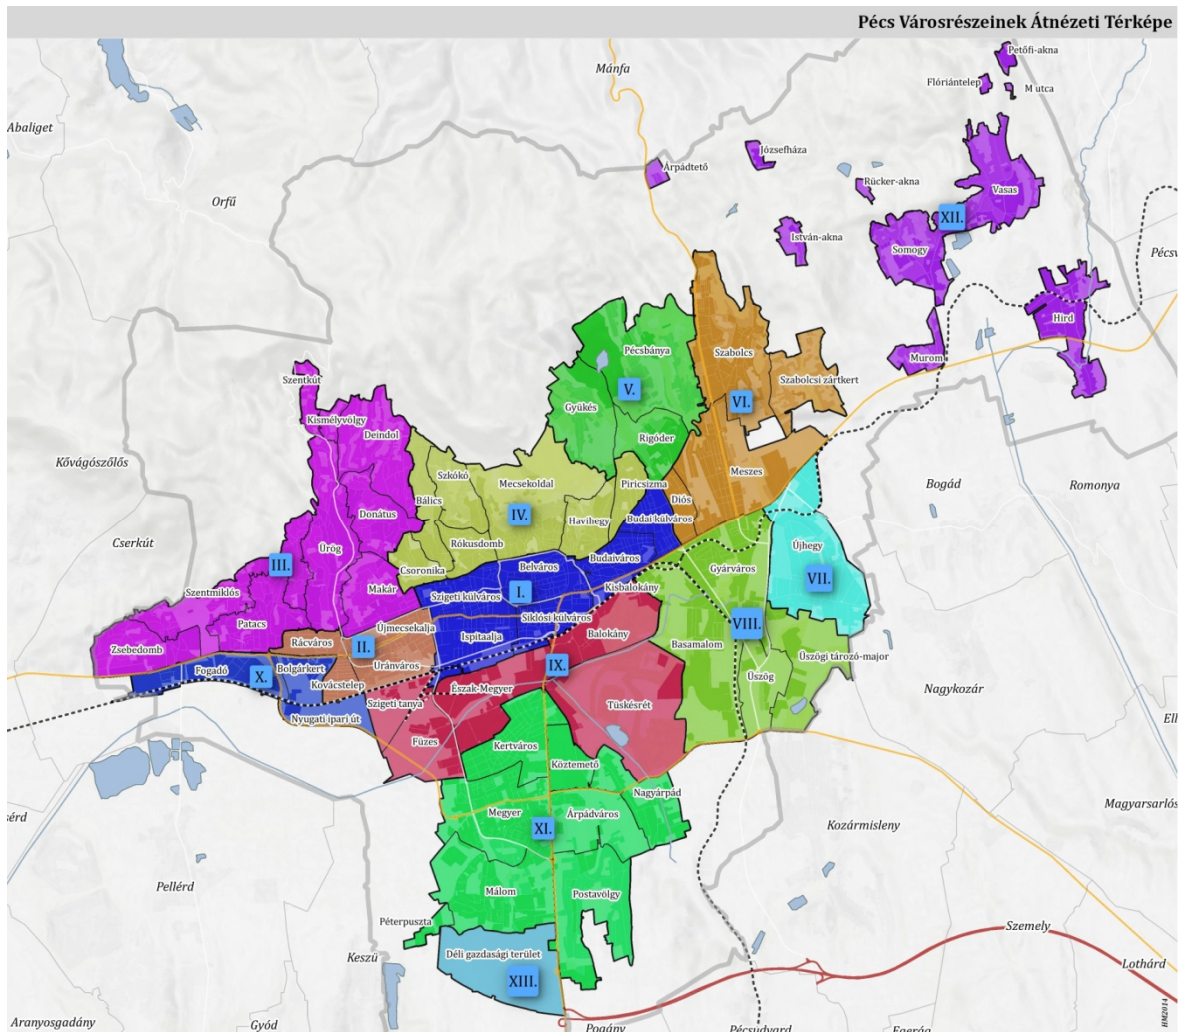 Pécs Városrészeinek Átnézeti Térképe
Petőfi-akna
Flóriántelep
M utca
Mánfa
Abaliget
Józsefháza
Árpádtető
Rücker-akna
Vasas
Orfű
XII.
István-akna
Somogy
Hird
Pécsbánya
Szabolcs
Murom
Szentkút
Szabolcsi zártkert
V.
VI.
Gyükés
Kismélyvölgy
Deindol
Rigóder
Kővágószőlős
Szkókó
Mecsekoldal
Piricsizma
Meszes
Bálics
Diós
Bogád
Romonya
Donátus
IV.
Havihegy
Budai külváros
Cserkút
Ürög
Rókusdomb
Újhegy
Budaiváros
III.
Csoronika
Belváros
Gyárváros
VII.
Makár
Szigeti külváros
I.
Kisbalokány
Szentmiklós
Patacs
Újmecsekalja
Siklósi külváros
VIII.
Rácváros
Ispitaalja
Balokány
Zsebedomb
II.
Basamalom
Üszögi tározó-major
Fogadó
X.
Bolgárkert
Uránváros
IX.
Üszög
Kovácstelep
Észak-Megyer
Nagykozár
Szigeti tanya
Tüskésrét
Nyugati ipari út
Füzes
Kertváros
Köztemető
Nagyárpád
Magyarsarlós
Megyer
Árpádváros
XI.
Kozármisleny
Pellérd
Málom
Postavölgy
Péterpuszta
Szemely
Keszü
Déli gazdasági terület
XIII.
Lothárd
Aranyosgadány
Gyód
Pogány
Pécsudvard
Egerág
HM2014